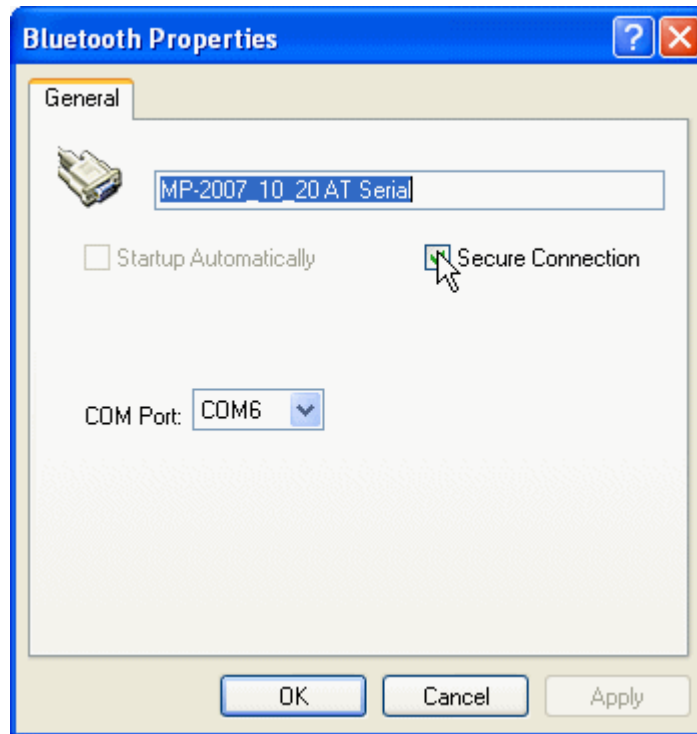 Bluetooth Properties
General
MP-2007_10_20 AT Serial
Startup Automatically Secure Connection
COM Port: COM6
OK Cancel Apply